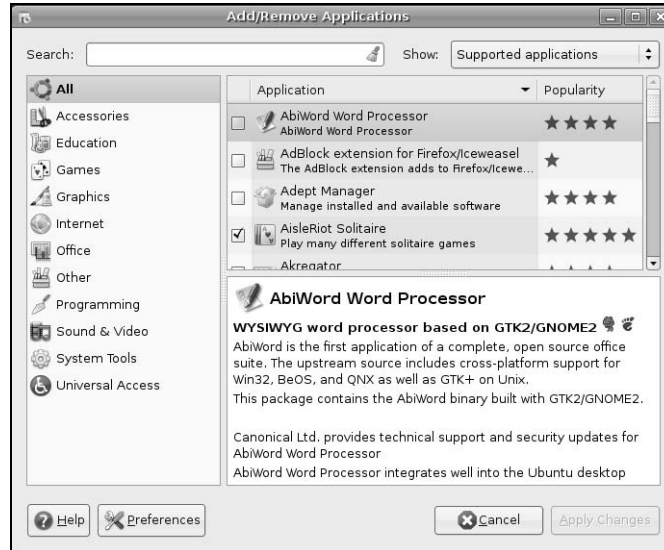 Add/Remove Applications
Search:
Show: Supported applications
All
Accessories
Education
Games
Graphics
Internet
Office
Other
Programming
Sound & Video
System Tools
Universal Access
Application Popularity
AbiWord Word Processor
AbiWord Word Processor
AdBlock extension for Firefox/Iceweasel
The AdBlock extension adds to Firefox/Icewe...
Adept Manager
Manage installed and available software
AisleRiot Solitaire
Play many different solitaire games
Akregator
AbiWord Word Processor
WYSIWYG word processor based on GTK2/GNOME2
AbiWord is the first application of a complete, open source office
suite. The upstream source includes cross-platform support for
Win32, BeOS, and QNX as well as GTK+ on Unix.
This package contains the AbiWord binary built with GTK2/GNOME2.
Canonical Ltd. provides technical support and security updates for
AbiWord Word Processor
AbiWord Word Processor integrates well into the Ubuntu desktop
Help Preferences Cancel Apply Changes